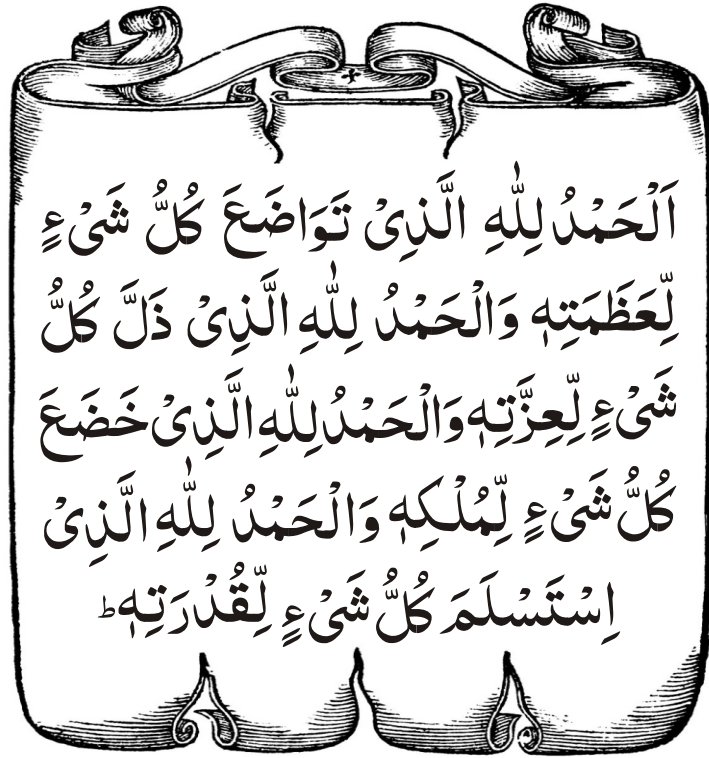 اَلْحَمْدُ لِلّٰهِ الَّذِیْ تَوَاضَعَ كُلُّ شَیْءٍ
لِّعَظَمَتِهٖ وَالْحَمْدُ لِلّٰهِ الَّذِیْ ذَلَّ كُلُّ
شَیْءٍ لِّعِزَّتِهٖ وَالْحَمْدُ لِلّٰهِ الَّذِیْ خَضَعَ
كُلُّ شَیْءٍ لِّمُلْكِهٖ وَالْحَمْدُ لِلّٰهِ الَّذِیْ
اِسْتَسْلَمَ كُلُّ شَیْءٍ لِّقُدْرَتِهٖ ؕ